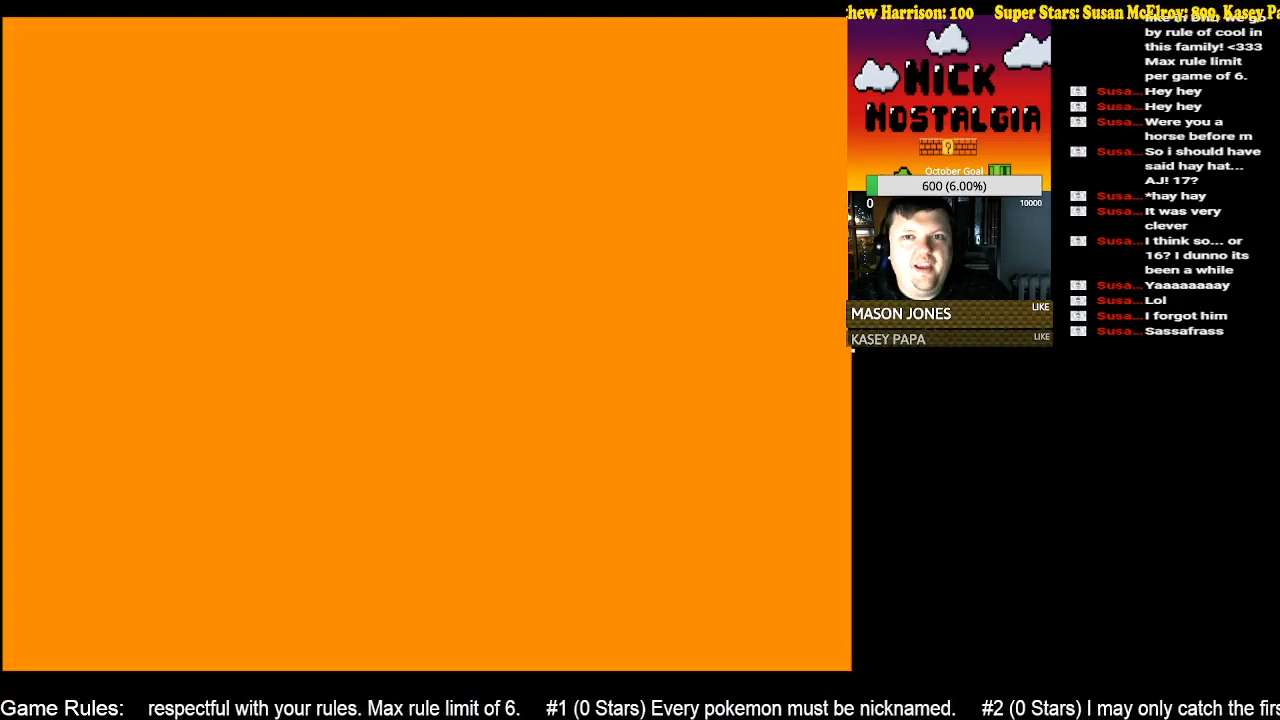 thew Harrison: 100 Super Stars: Susan McElroy: 800, Kasey Pa
by rule of cool in
this family! <333
Max rule limit
per game of 6.
NICK
NOSTALGIA
October Goal
600 (6.00%)
0 10000
MASON JONES LIKE
KASEY PAPA LIKE
Susa... Hey hey
Susa... Hey hey
Susa... Were you a
horse before m
Susa... So i should have
said hay hat...
AJ! 17?
Susa... *hay hay
Susa... It was very
clever
Susa... I think so... or
16? I dunno its
been a while
Susa... Yaaaaaaaay
Susa... Lol
Susa... I forgot him
Susa... Sassafrass
Game Rules: respectful with your rules. Max rule limit of 6. #1 (0 Stars) Every pokemon must be nicknamed. #2 (0 Stars) I may only catch the firs